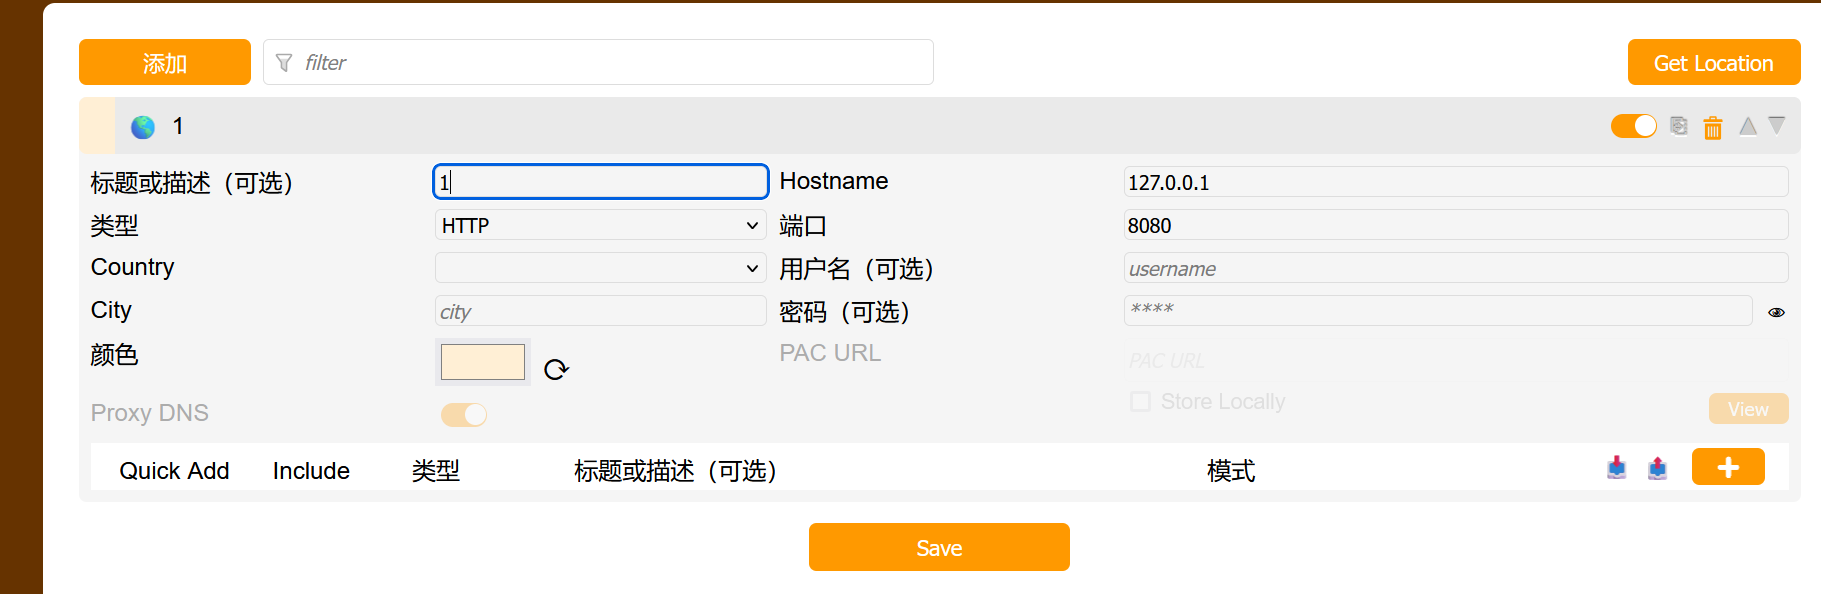 添加 filter Get Location
1
标题或描述（可选） 1 Hostname 127.0.0.1
类型 HTTP 端口 8080
Country 用户名（可选） username
City city 密码（可选） ****
颜色 PAC URL PAC URL
Proxy DNS Store Locally View
Quick Add Include 类型 标题或描述（可选） 模式
Save